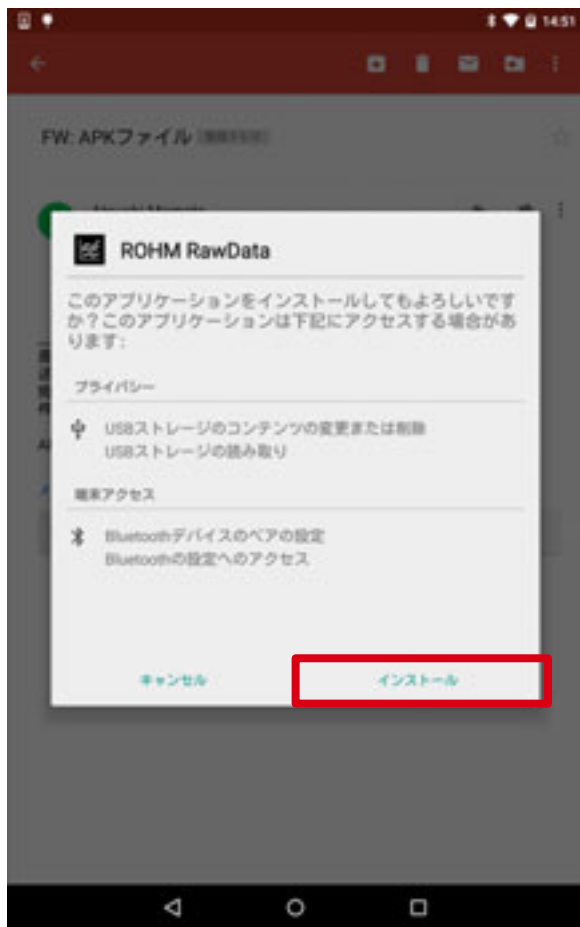 14:51
FW: APKファイル
ROHM RawData
このアプリケーションをインストールしてもよろしいです
か？このアプリケーションは下記にアクセスする場合があ
ります:
プライバシー
USBストレージのコンテンツの変更または削除
USBストレージの読み取り
端末アクセス
Bluetoothデバイスのペアの設定
Bluetoothの設定へのアクセス
キャンセル
インストール